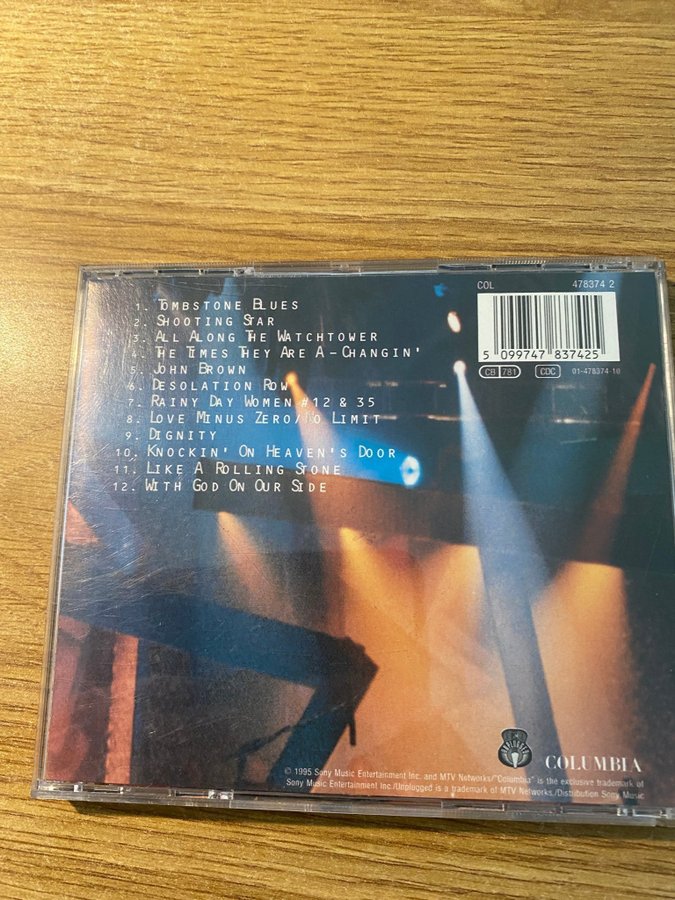 1. TOMBSTONE BLUES
2. SHOOTING STAR
3. ALL ALONG THE WATCHTOWER
4. THE TIMES THEY ARE A-CHANGIN'
5. JOHN BROWN
6. DESOLATION ROW
7. RAINY DAY WOMEN #12 & 35
8. LOVE MINUS ZERO/NO LIMIT
9. DIGNITY
10. KNOCKIN' ON HEAVEN'S DOOR
11. LIKE A ROLLING STONE
12. WITH GOD ON OUR SIDE
COL 478374 2
5 099747 837425
CB 781 CDC 01-478374-10
UNPLUGGED
COLUMBIA
© 1995 Sony Music Entertainment Inc. and MTV Networks/"Columbia" is the exclusive trademark of
Sony Music Entertainment Inc./Unplugged is a trademark of MTV Networks./Distribution Sony Music